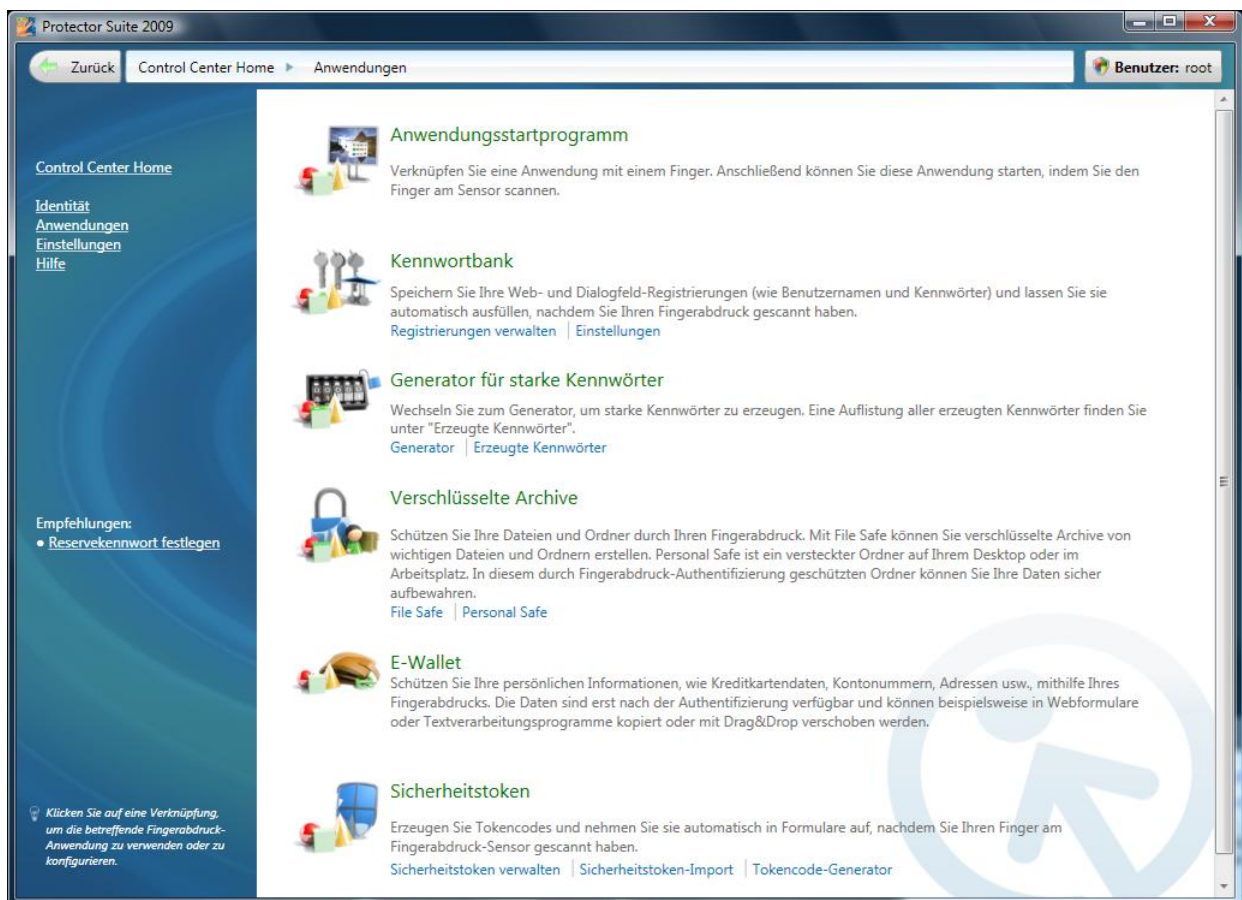 Protector Suite 2009
Zurück
Control Center Home
Anwendungen
Benutzer: root
Control Center Home
Identität
Anwendungen
Einstellungen
Hilfe
Empfehlungen:
● Reservekennwort festlegen
Klicken Sie auf eine Verknüpfung,
um die betreffende Fingerabdruck-
Anwendung zu verwenden oder zu
konfigurieren.
Anwendungsstartprogramm
Verknüpfen Sie eine Anwendung mit einem Finger. Anschließend können Sie diese Anwendung starten, indem Sie den
Finger am Sensor scannen.
Kennwortbank
Speichern Sie Ihre Web- und Dialogfeld-Registrierungen (wie Benutzernamen und Kennwörter) und lassen Sie sie
automatisch ausfüllen, nachdem Sie Ihren Fingerabdruck gescannt haben.
Registrierungen verwalten | Einstellungen
Generator für starke Kennwörter
Wechseln Sie zum Generator, um starke Kennwörter zu erzeugen. Eine Auflistung aller erzeugten Kennwörter finden Sie
unter "Erzeugte Kennwörter".
Generator | Erzeugte Kennwörter
Verschlüsselte Archive
Schützen Sie Ihre Dateien und Ordner durch Ihren Fingerabdruck. Mit File Safe können Sie verschlüsselte Archive von
wichtigen Dateien und Ordnern erstellen. Personal Safe ist ein versteckter Ordner auf Ihrem Desktop oder im
Arbeitsplatz. In diesem durch Fingerabdruck-Authentifizierung geschützten Ordner können Sie Ihre Daten sicher
aufbewahren.
File Safe | Personal Safe
E-Wallet
Schützen Sie Ihre persönlichen Informationen, wie Kreditkartendaten, Kontonummern, Adressen usw., mithilfe Ihres
Fingerabdrucks. Die Daten sind erst nach der Authentifizierung verfügbar und können beispielsweise in Webformulare
oder Textverarbeitungsprogramme kopiert oder mit Drag&Drop verschoben werden.
Sicherheitstoken
Erzeugen Sie Tokencodes und nehmen Sie sie automatisch in Formulare auf, nachdem Sie Ihren Finger am
Fingerabdruck-Sensor gescannt haben.
Sicherheitstoken verwalten | Sicherheitstoken-Import | Tokencode-Generator